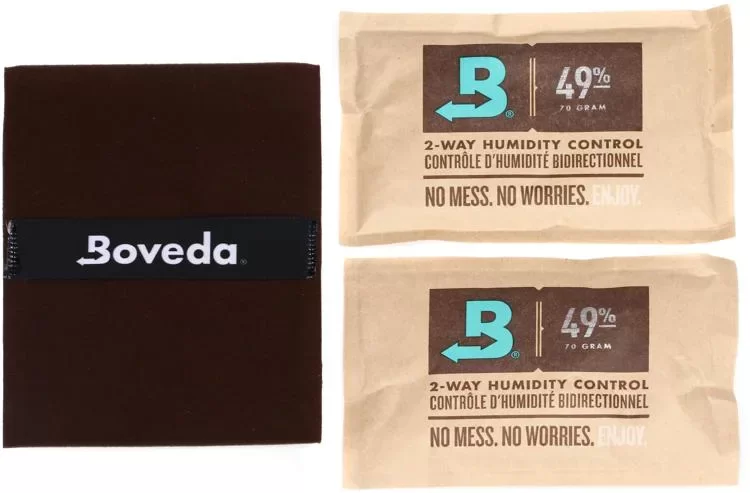 Boveda®
B®
49%
70 GRAM
2-WAY HUMIDITY CONTROL
CONTRÔLE D'HUMIDITÉ BIDIRECTIONNEL
NO MESS. NO WORRIES. ENJOY.
B®
49%
70 GRAM
2-WAY HUMIDITY CONTROL
CONTRÔLE D'HUMIDITÉ BIDIRECTIONNEL
NO MESS. NO WORRIES. ENJOY.